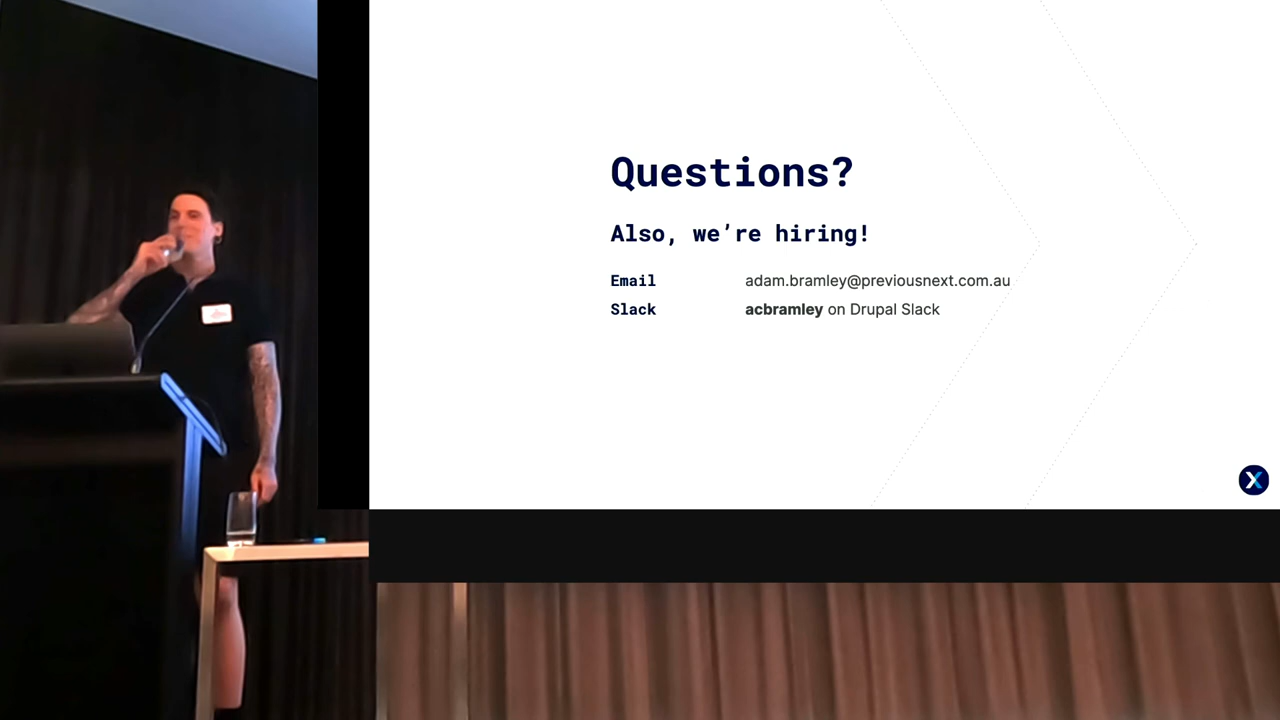 Questions?
Also, we’re hiring!
Email adam.bramley@previousnext.com.au
Slack acbramley on Drupal Slack